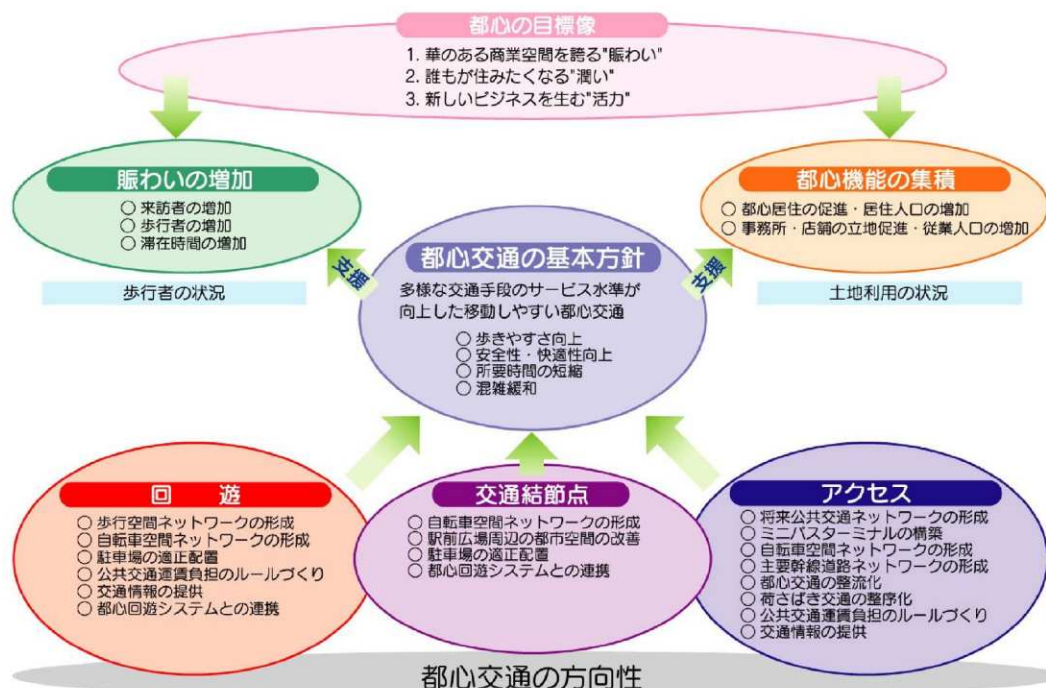 都心の目標像
1. 華のある商業空間を誇る"賑わい"
2. 誰もが住みたくなる"潤い"
3. 新しいビジネスを生む"活力"
賑わいの増加
○ 来訪者の増加
○ 歩行者の増加
○ 滞在時間の増加
支援
歩行者の状況
都心機能の集積
○ 都心居住の促進・居住人口の増加
○ 事務所・店舗の立地促進・従業人口の増加
支援
土地利用の状況
都心交通の基本方針
多様な交通手段のサービス水準が
向上した移動しやすい都心交通
○ 歩きやすさ向上
○ 安全性・快適性向上
○ 所要時間の短縮
○ 混雑緩和
回 遊
○ 歩行空間ネットワークの形成
○ 自転車空間ネットワークの形成
○ 駐車場の適正配置
○ 公共交通運賃負担のルールづくり
○ 交通情報の提供
○ 都心回遊システムとの連携
交通結節点
○ 自転車空間ネットワークの形成
○ 駅前広場周辺の都市空間の改善
○ 駐車場の適正配置
○ 都心回遊システムとの連携
アクセス
○ 将来公共交通ネットワークの形成
○ ミニバスターミナルの構築
○ 自転車空間ネットワークの形成
○ 主要幹線道路ネットワークの形成
○ 都心交通の整流化
○ 荷さばき交通の整序化
○ 公共交通運賃負担のルールづくり
○ 交通情報の提供
都心交通の方向性